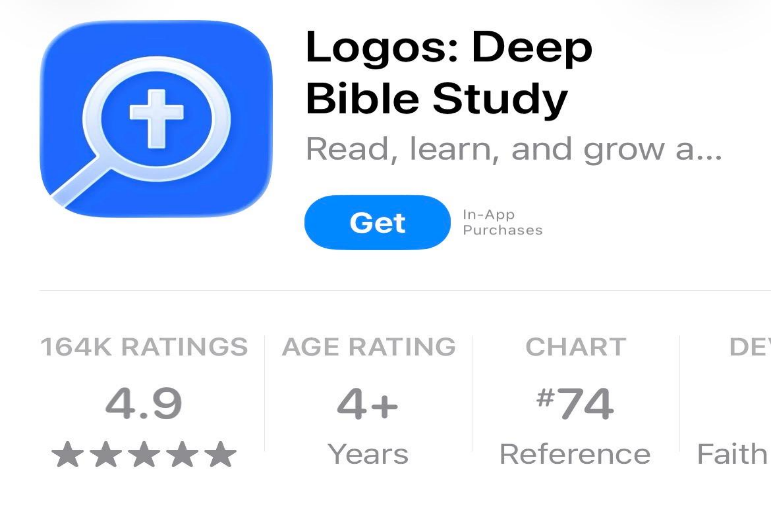 Logos: Deep
Bible Study
Read, learn, and grow a...
Get
In-App
Purchases
164K RATINGS
AGE RATING
CHART
DEV
4.9
4+
#74
★★★★★
Years
Reference
Faith